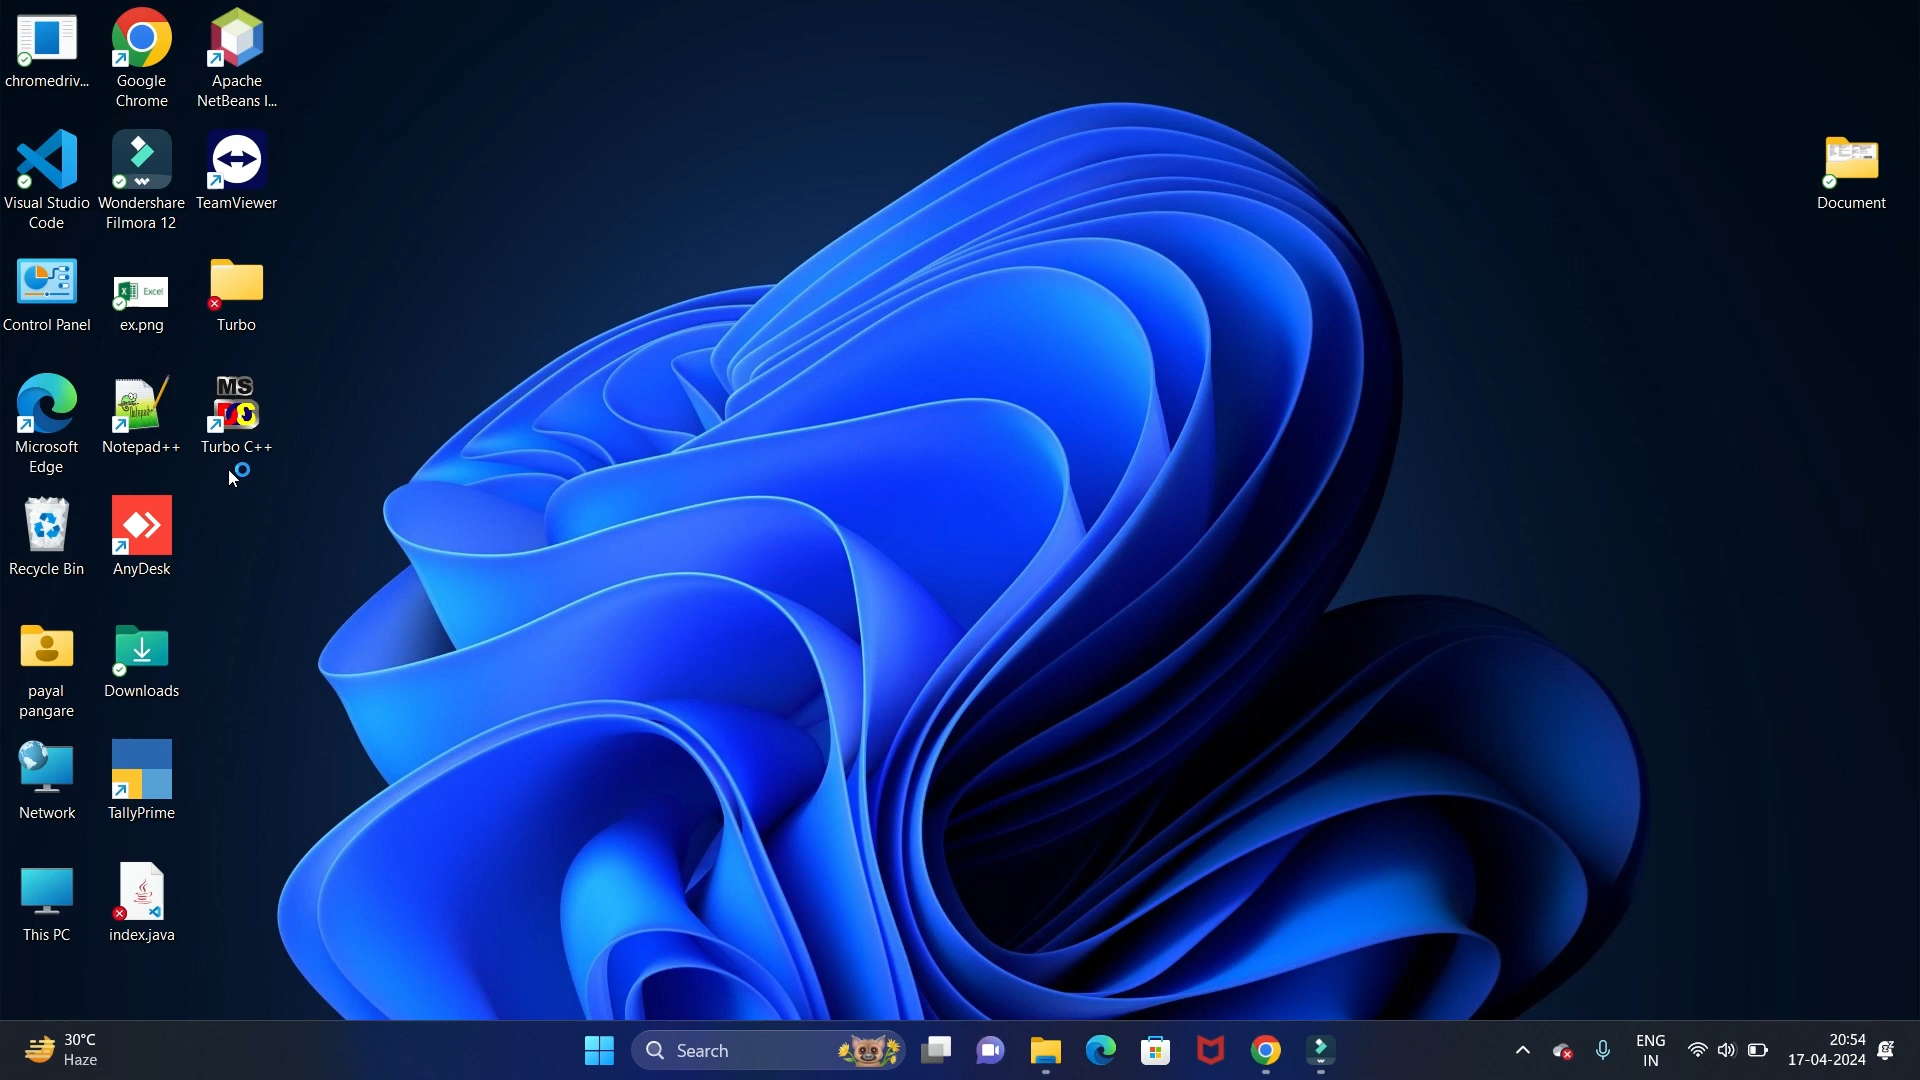 chromedriv...
Google
Chrome
Apache
NetBeans I...
Visual Studio
Code
Wondershare
Filmora 12
TeamViewer
Document
Control Panel
Excel
ex.png
Turbo
MS
Microsoft
Edge
Notepad++
Turbo C++
Recycle Bin
AnyDesk
payal
pangare
Downloads
Network
TallyPrime
This PC
index.java
30°C
Haze
Search
ENG
IN
20:54
17-04-2024